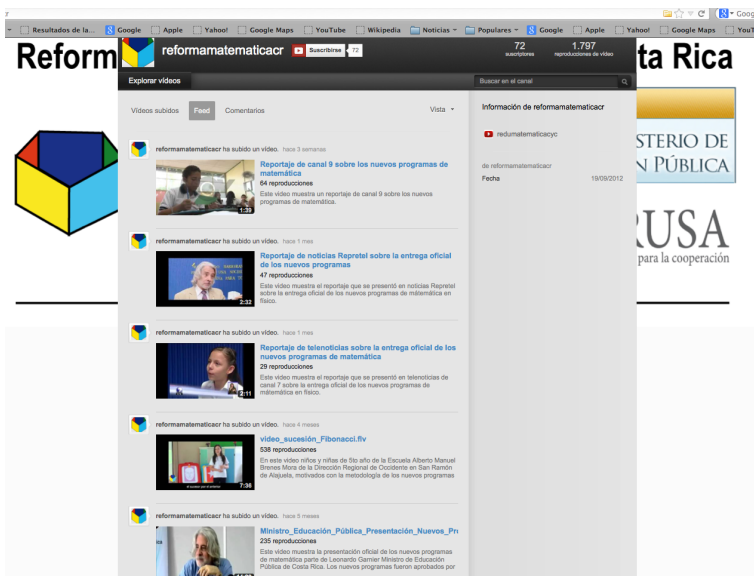 Resultados de la... Google Apple Yahoo! Google Maps YouTube Wikipedia Noticias Populares Google Apple Yahoo! Google Maps
Reform
ta Rica
reformamatematicacr Suscribirse 72
72 suscriptores
1.797 reproducciones de vídeo
Explorar vídeos
Buscar en el canal
Vídeos subidos Feed Comentarios Vista
Información de reformamatematicacr
redumatematicacyc
de reformamatematicacr
Fecha 19/09/2012
STERIO DE
N PÚBLICA
RUSA
para la cooperación
reformamatematicacr ha subido un vídeo. hace 3 semanas
Reportaje de canal 9 sobre los nuevos programas de
matemática
64 reproducciones
Este video muestra un reportaje de canal 9 sobre los nuevos
programas de matemática.
1:39
reformamatematicacr ha subido un vídeo. hace 1 mes
Reportaje de noticias Repretel sobre la entrega oficial
de los nuevos programas
47 reproducciones
Este video muestra el reportaje que se presentó en noticias Repretel
sobre la entrega oficial de los nuevos programas de mátemática en
físico.
2:32
reformamatematicacr ha subido un vídeo. hace 1 mes
Reportaje de telenoticias sobre la entrega oficial de los
nuevos programas de matemática
29 reproducciones
Este video muestra el reportaje que se presentó en telenoticias de
canal 7 sobre la entrega oficial de los nuevos programas de
mátemática en físico.
2:11
reformamatematicacr ha subido un vídeo. hace 4 meses
video_sucesión_Fibonacci.flv
538 reproducciones
En este video niños y niñas de 5to año de la Escuela Alberto Manuel
Brenes Mora de la Dirección Regional de Occidente en San Ramón
de Alajuela, motivados con la metodología de los nuevos programas
7:36
reformamatematicacr ha subido un vídeo. hace 5 meses
Ministro_Educación_Pública_Presentación_Nuevos_Pr
235 reproducciones
Este video muestra la presentación oficial de los nuevos programas
de matemática parte de Leonardo Garnier Ministro de Educación
Pública de Costa Rica. Los nuevos programas fueron aprobados por